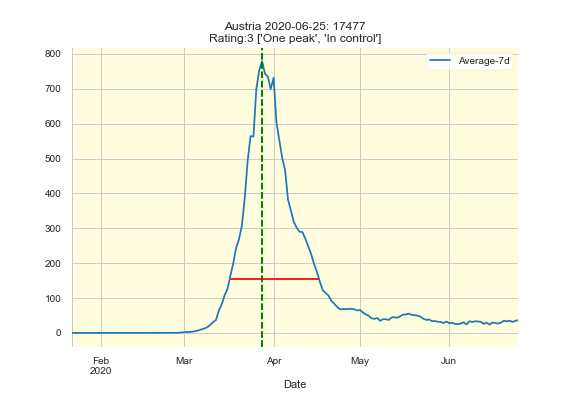 Austria 2020-06-25: 17477
Rating:3 ['One peak', 'In control']
Average-7d
800
700
600
500
400
300
200
100
0
Feb
2020
Mar
Apr
May
Jun
Date